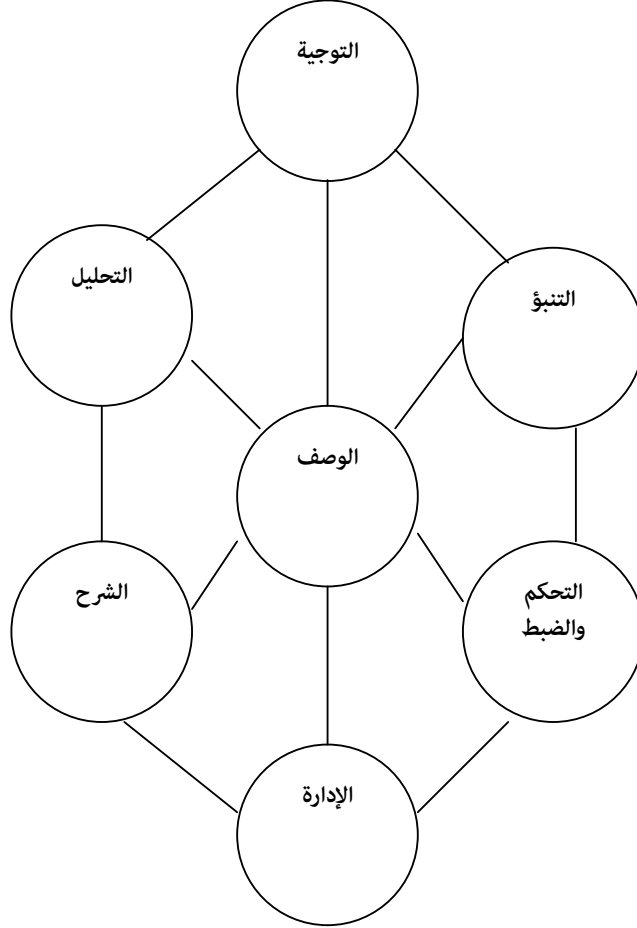 التوجية
التحليل
التنبؤ
الوصف
الشرح
التحكم
والضبط
الإدارة